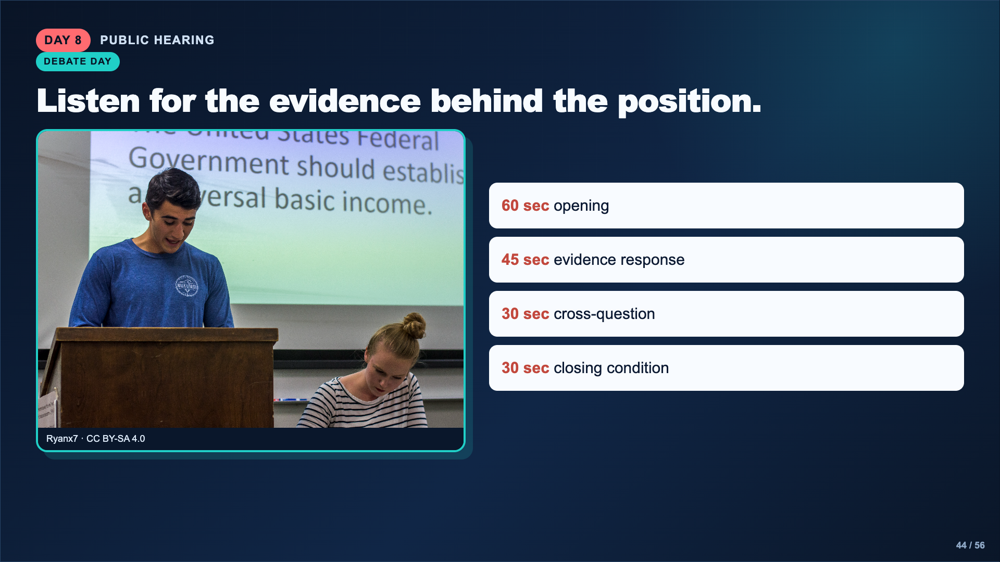 DAY 8 PUBLIC HEARING
DEBATE DAY
Listen for the evidence behind the position.
The United States Federal
Government should establis
a versal basic income.
NUKUMOI
Ryanx7 · CC BY-SA 4.0
60 sec opening
45 sec evidence response
30 sec cross-question
30 sec closing condition
44 / 56